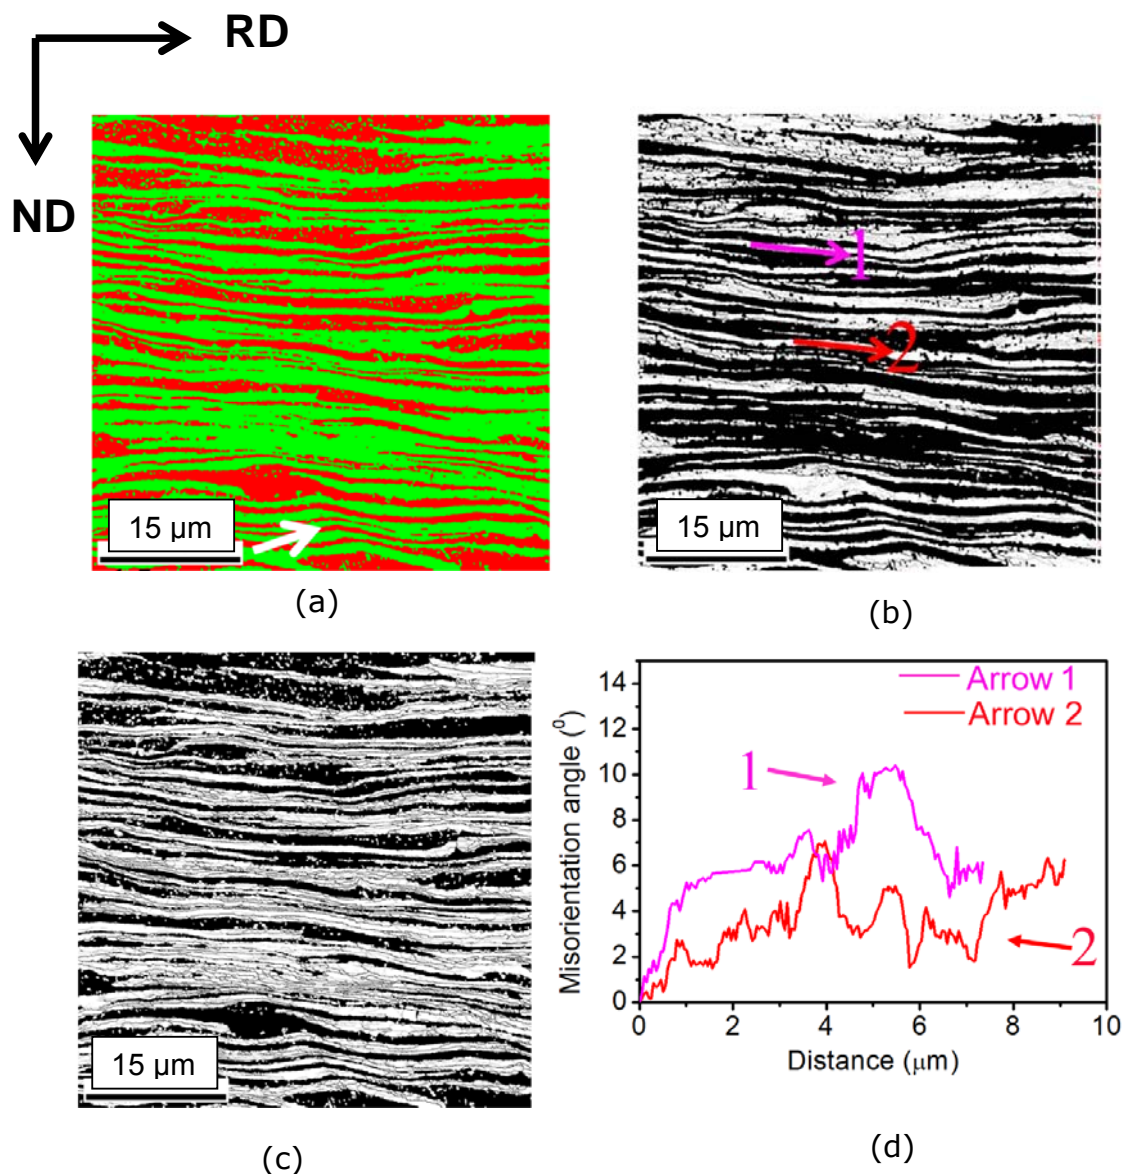 RD
ND
1
2
15 µm
15 µm
(a)
(b)
15 µm
(c)
Misorientation angle (⁰)
14
12
10
8
6
4
2
0
Arrow 1
Arrow 2
1
2
0 2 4 6 8 10
Distance (µm)
(d)